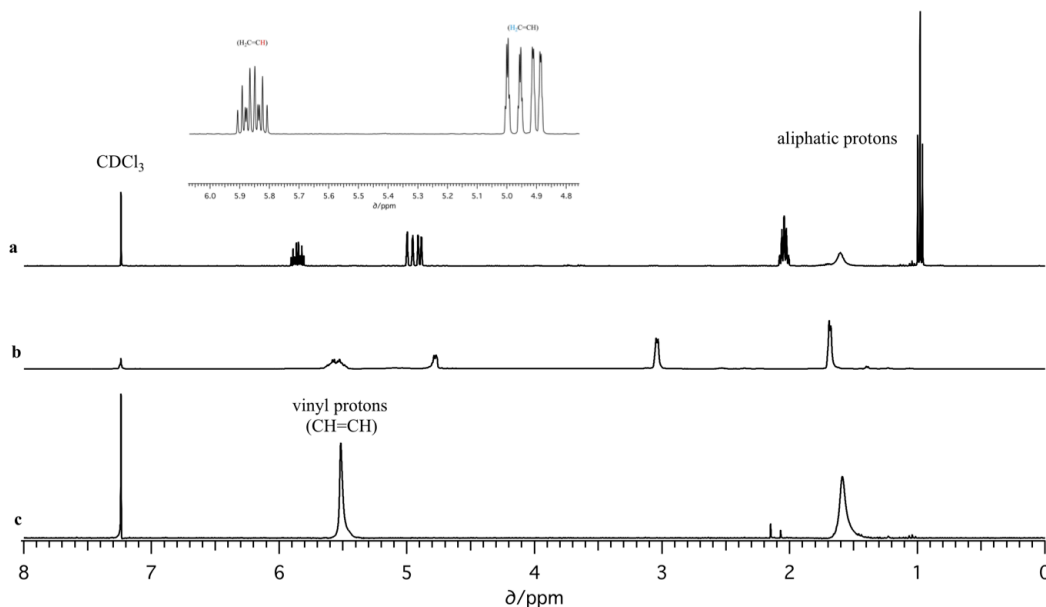 (H₂C=CH)
(H₂C=CH)
6.0 5.9 5.8 5.7 5.6 5.5 5.4 5.3 5.2 5.1 5.0 4.9 4.8
∂/ppm
CDCl₃
aliphatic protons
a
b
vinyl protons
(CH=CH)
c
8 7 6 5 4 3 2 1 0
∂/ppm